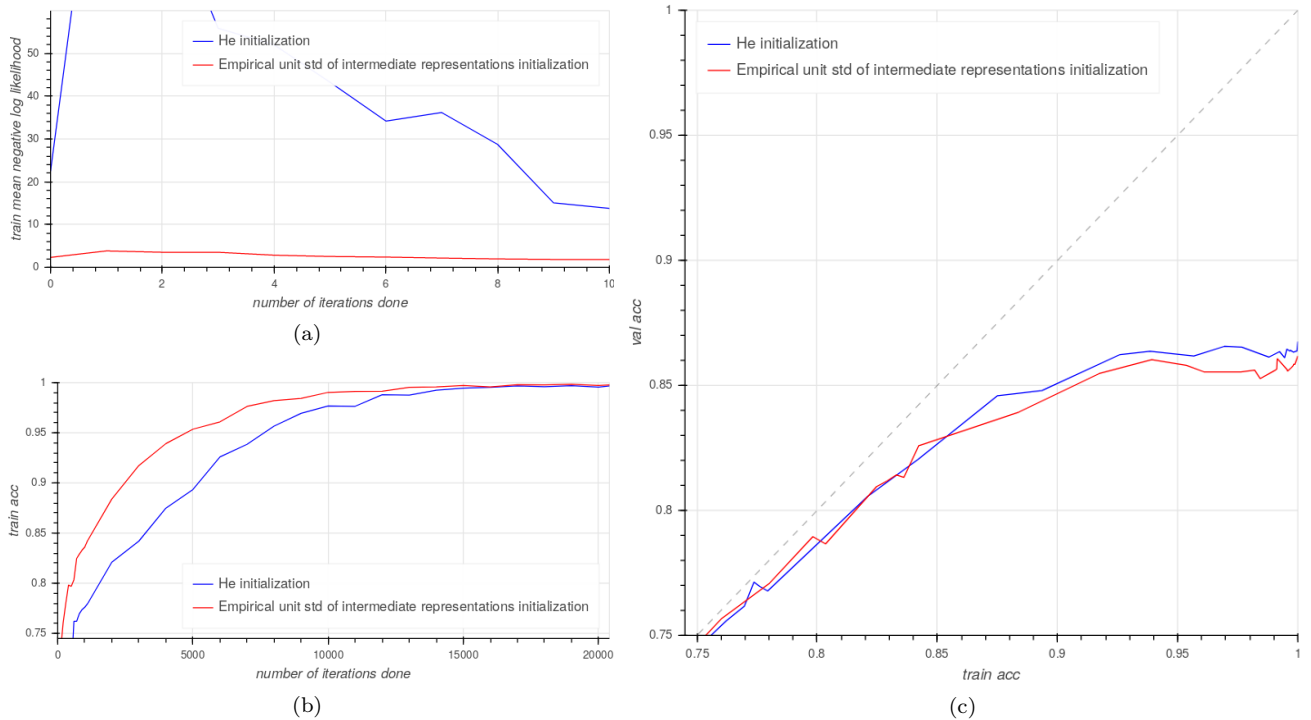 train mean negative log likelihood
50
40
30
20
10
0
He initialization
Empirical unit std of intermediate representations initialization
0
2
4
6
8
10
number of iterations done
(a)
train acc
1
0.95
0.9
0.85
0.8
0.75
He initialization
Empirical unit std of intermediate representations initialization
0
5000
10000
15000
20000
number of iterations done
(b)
val acc
1
0.95
0.9
0.85
0.8
0.75
He initialization
Empirical unit std of intermediate representations initialization
0.75
0.8
0.85
0.9
0.95
1
train acc
(c)